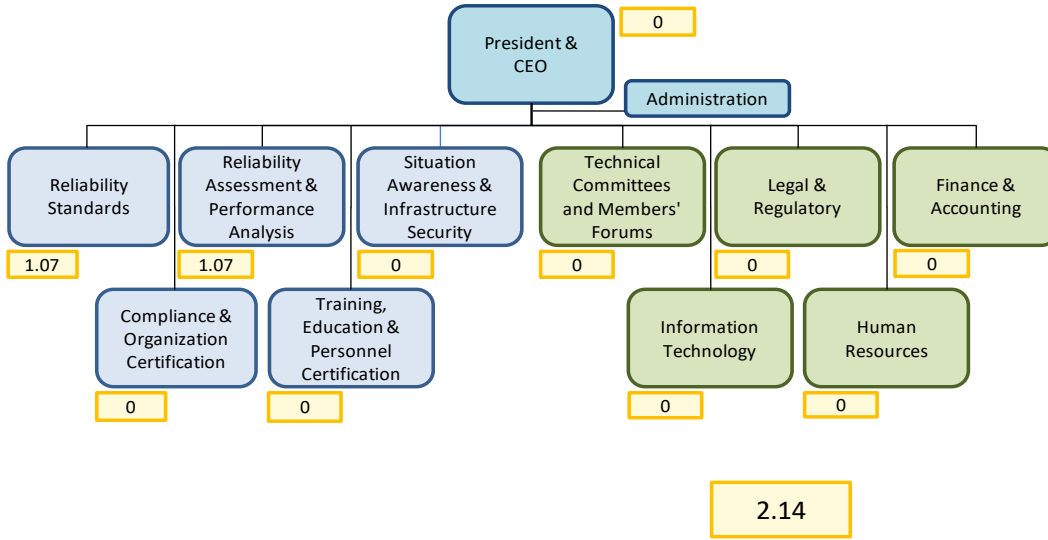 0
President &
CEO
Administration
Reliability
Standards
1.07
Reliability
Assessment &
Performance
Analysis
1.07
Situation
Awareness &
Infrastructure
Security
0
Technical
Committees
and Members'
Forums
0
Legal &
Regulatory
0
Finance &
Accounting
0
Compliance &
Organization
Certification
0
Training,
Education &
Personnel
Certification
0
Information
Technology
0
Human
Resources
0
2.14